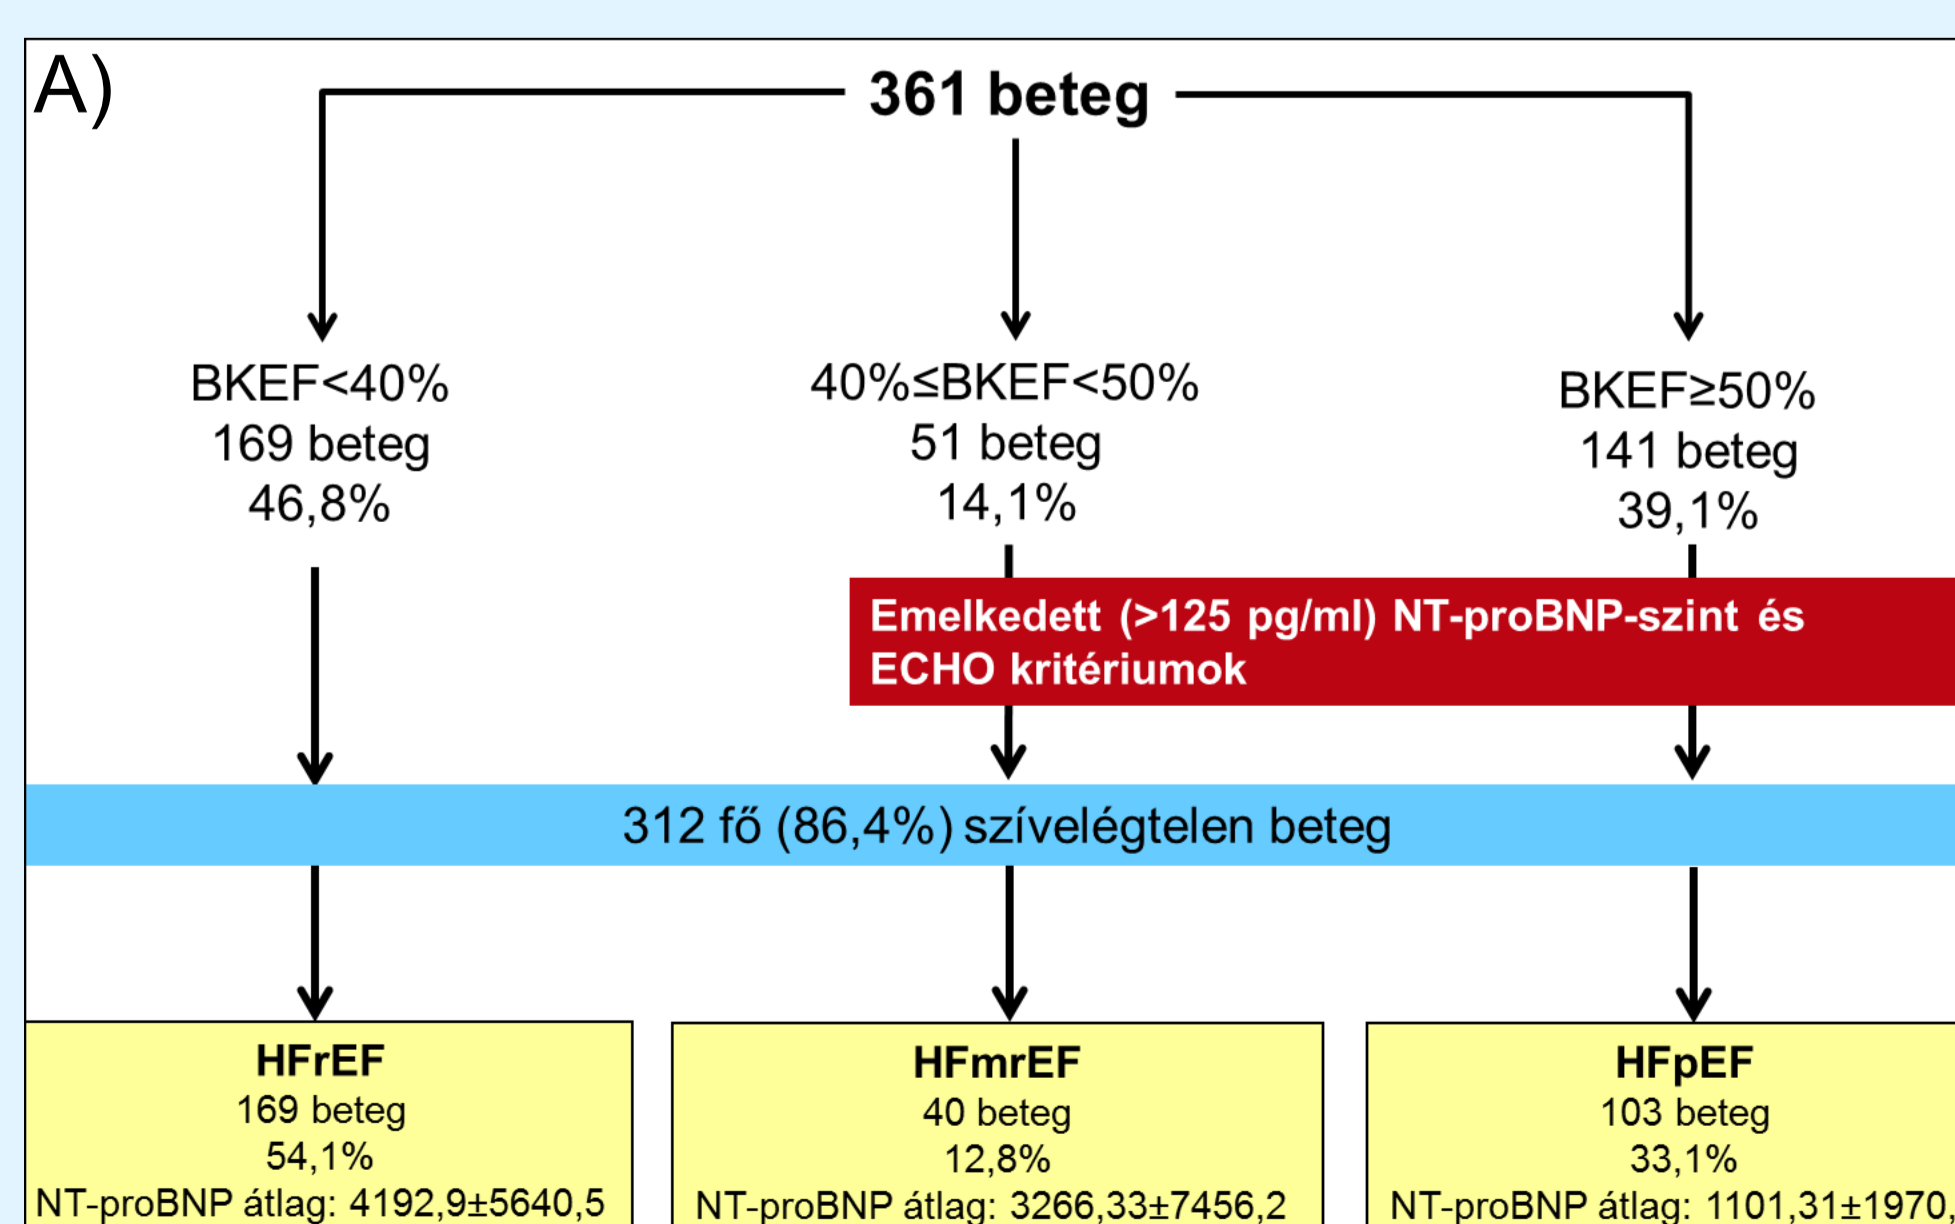 A)
361 beteg
BKEF<40%
169 beteg
46,8%
40%≤BKEF<50%
51 beteg
14,1%
BKEF≥50%
141 beteg
39,1%
Emelkedett (>125 pg/ml) NT-proBNP-szint és
ECHO kritériumok
312 fő (86,4%) szívelégtelen beteg
HFrEF
169 beteg
54,1%
NT-proBNP átlag: 4192,9±5640,5
HFmrEF
40 beteg
12,8%
NT-proBNP átlag: 3266,33±7456,2
HFpEF
103 beteg
33,1%
NT-proBNP átlag: 1101,31±1970,